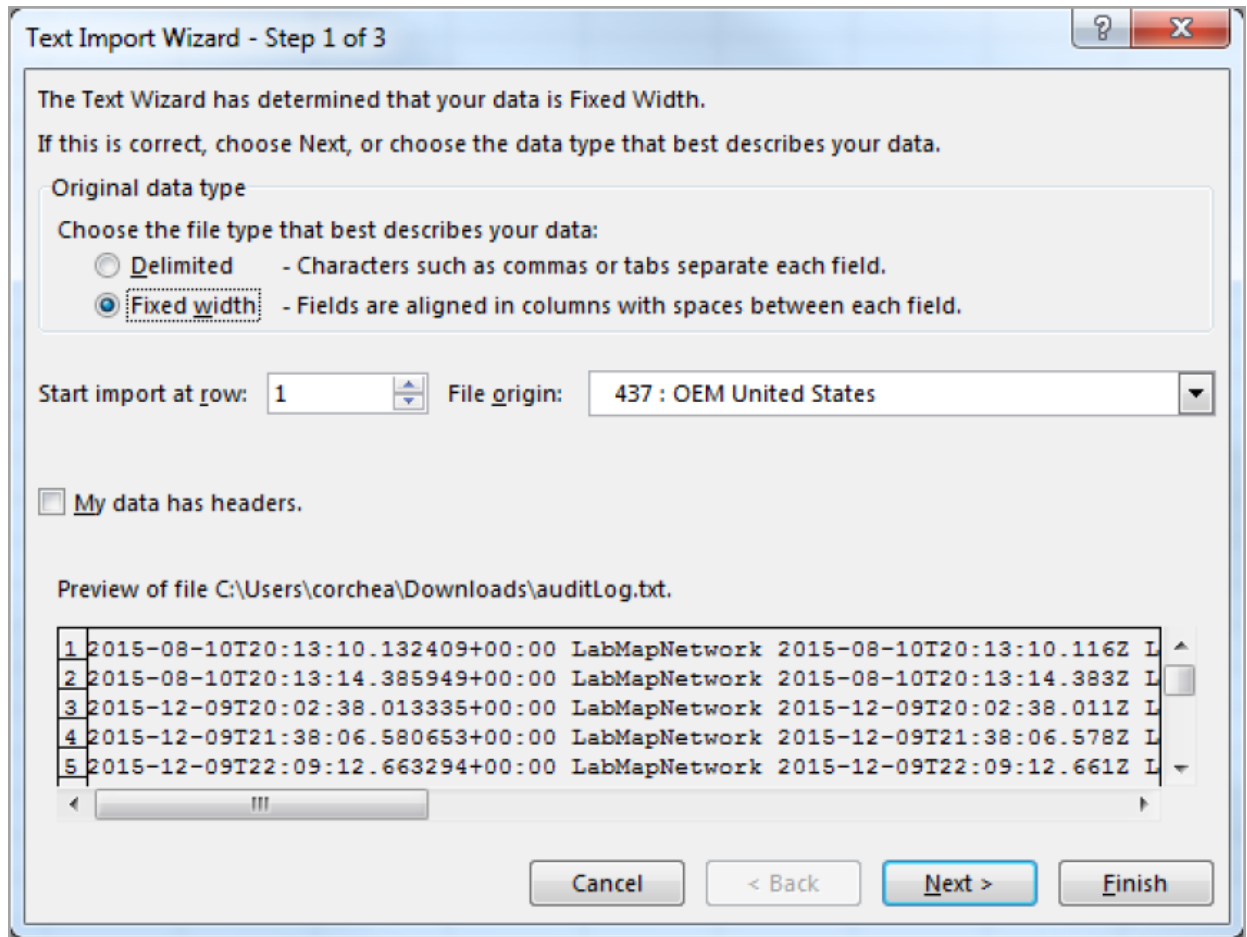 Text Import Wizard - Step 1 of 3
The Text Wizard has determined that your data is Fixed Width.
If this is correct, choose Next, or choose the data type that best describes your data.
Original data type
Choose the file type that best describes your data:
Delimited - Characters such as commas or tabs separate each field.
Fixed width - Fields are aligned in columns with spaces between each field.
Start import at row: 1 File origin: 437 : OEM United States
My data has headers.
Preview of file C:\Users\corchea\Downloads\auditLog.txt.
1 2015-08-10T20:13:10.132409+00:00 LabMapNetwork 2015-08-10T20:13:10.116Z L
2 2015-08-10T20:13:14.385949+00:00 LabMapNetwork 2015-08-10T20:13:14.383Z L
3 2015-12-09T20:02:38.013335+00:00 LabMapNetwork 2015-12-09T20:02:38.011Z L
4 2015-12-09T21:38:06.580653+00:00 LabMapNetwork 2015-12-09T21:38:06.578Z L
5 2015-12-09T22:09:12.663294+00:00 LabMapNetwork 2015-12-09T22:09:12.661Z L
Cancel < Back Next > Finish